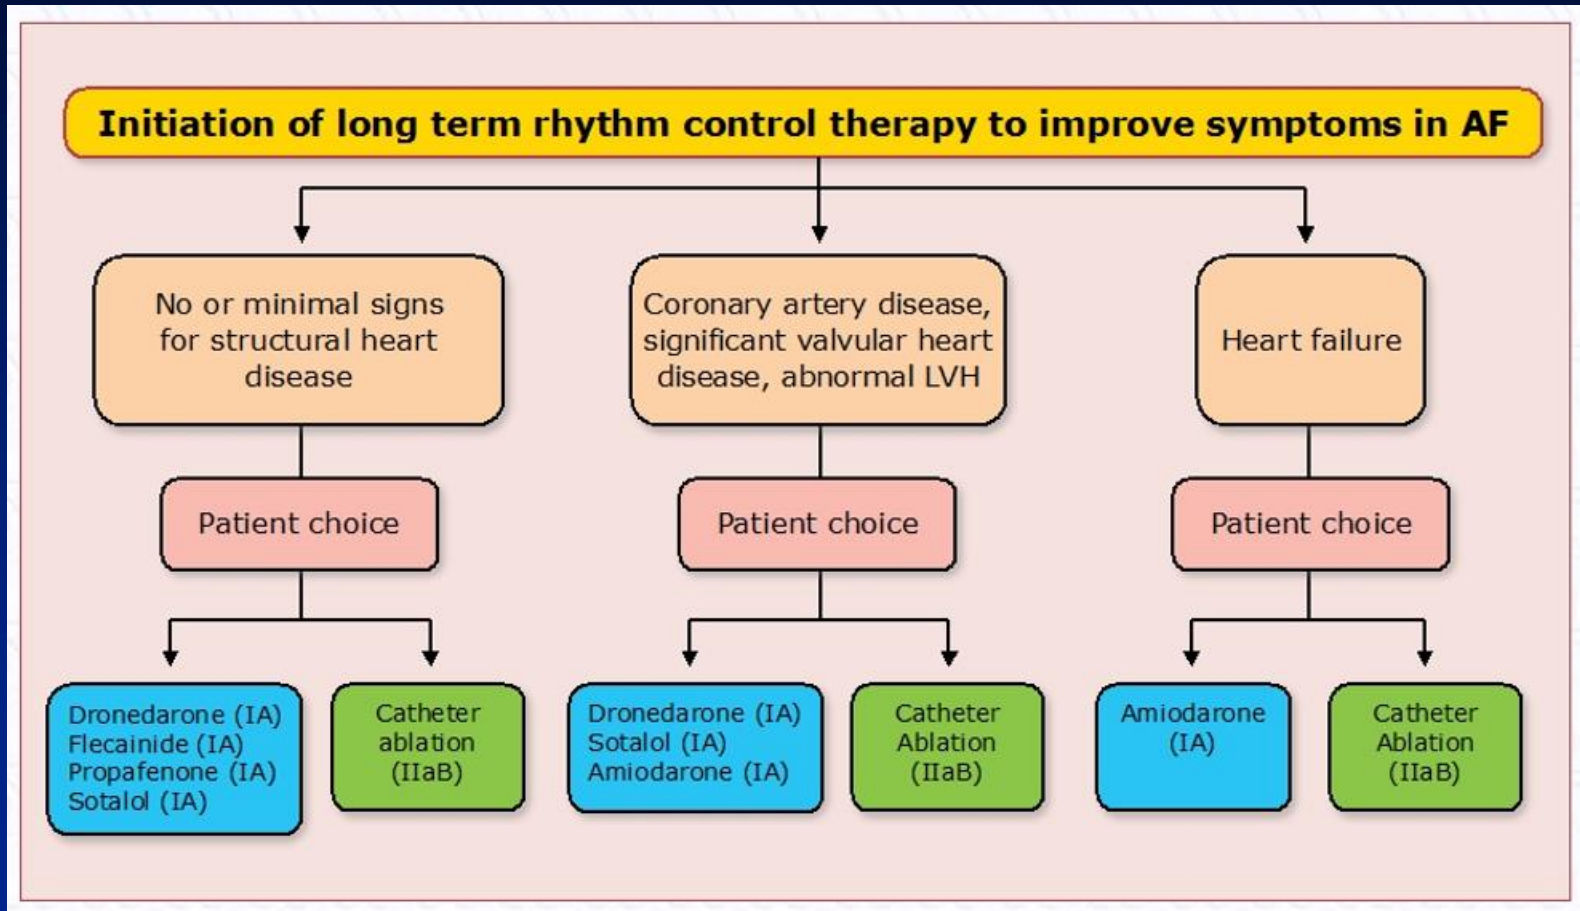 Initiation of long term rhythm control therapy to improve symptoms in AF
No or minimal signs
for structural heart
disease
Coronary artery disease,
significant valvular heart
disease, abnormal LVH
Heart failure
Patient choice
Patient choice
Patient choice
Dronedarone (IA)
Flecainide (IA)
Propafenone (IA)
Sotalol (IA)
Catheter
ablation
(IIaB)
Dronedarone (IA)
Sotalol (IA)
Amiodarone (IA)
Catheter
Ablation
(IIaB)
Amiodarone
(IA)
Catheter
Ablation
(IIaB)